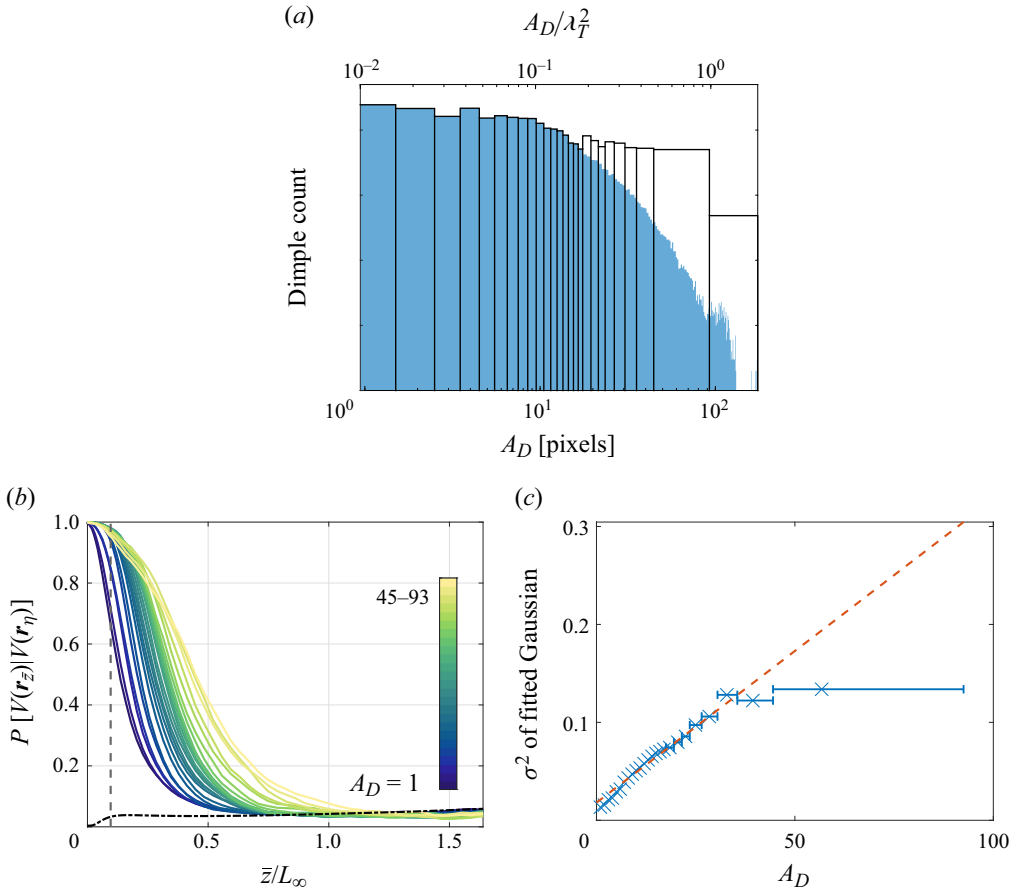 (a)
A_D/λ_T^2
10^–2 10^–1 10^0
Dimple count
10^0 10^1 10^2
A_D [pixels]
(b)
P [V(r_z̄)|V(r_η)]
1.0
0.8
0.6
0.4
0.2
0 0.5 1.0 1.5
45–93
A_D = 1
z̄/L_∞
(c)
σ^2 of fitted Gaussian
0.3
0.2
0.1
0 50 100
A_D